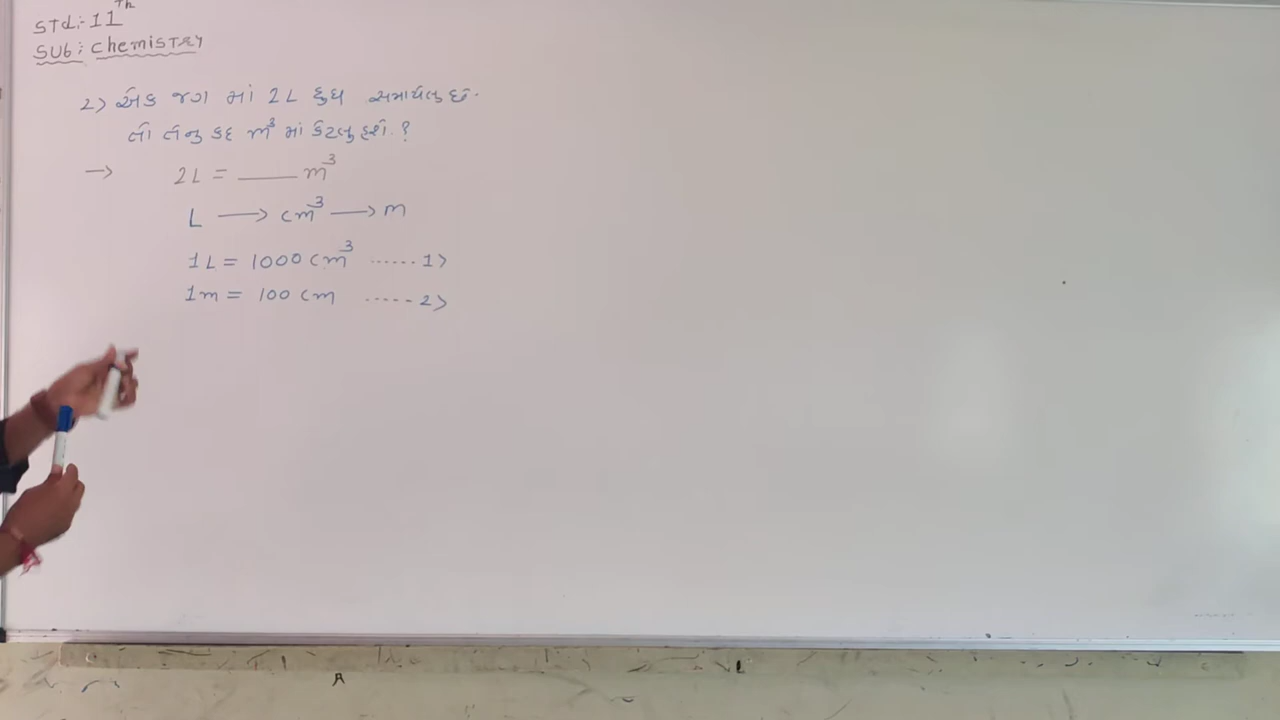 Std:-11th
Sub: Chemistry
2) એક જગ માં 2L દુધ સમાયેલુ છે.
તો તેનુ કદ m³ માં કેટલુ હશે.?
→ 2L = ____ m³
L ⟶ cm³ ⟶ m
1L = 1000 cm³ ......1)
1m = 100 cm .....2)
A
L